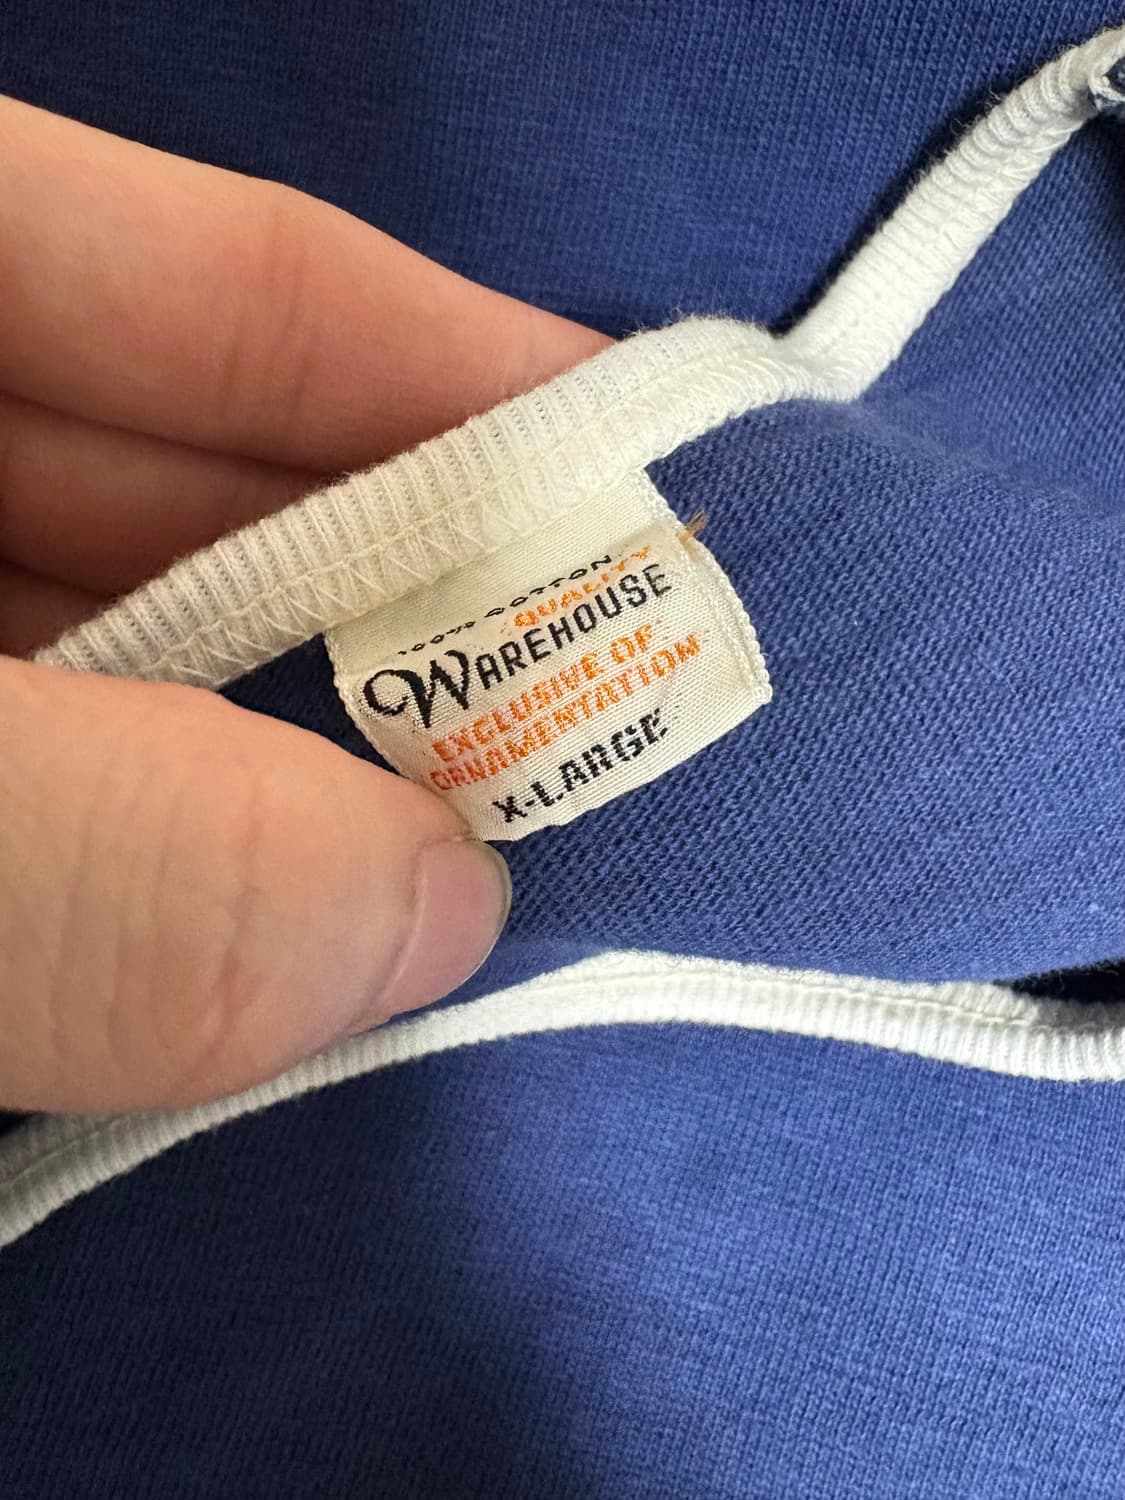 100% COTTON
QUALITY
WAREHOUSE
EXCLUSIVE OF
ORNAMENTATION
X-LARGE